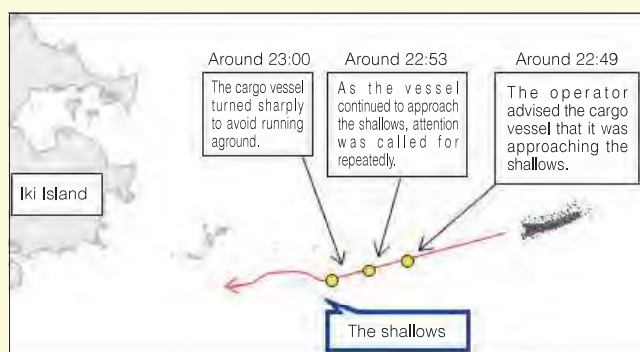 Around 23:00
The cargo vessel
turned sharply
to avoid running
aground.
Around 22:53
As the vessel
continued to approach
the shallows, attention
was called for
repeatedly.
Around 22:49
The operator
advised the cargo
vessel that it was
approaching the
shallows.
Iki Island
The shallows